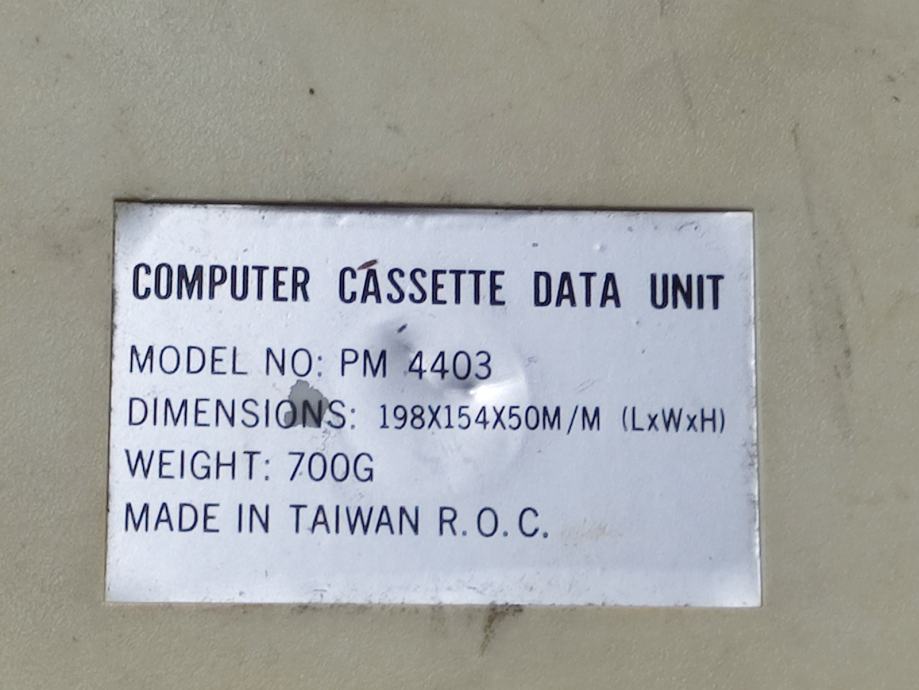 COMPUTER CASSETTE DATA UNIT
MODEL NO: PM 4403
DIMENSIONS: 198X154X50M/M (LxWxH)
WEIGHT: 700G
MADE IN TAIWAN R.O.C.